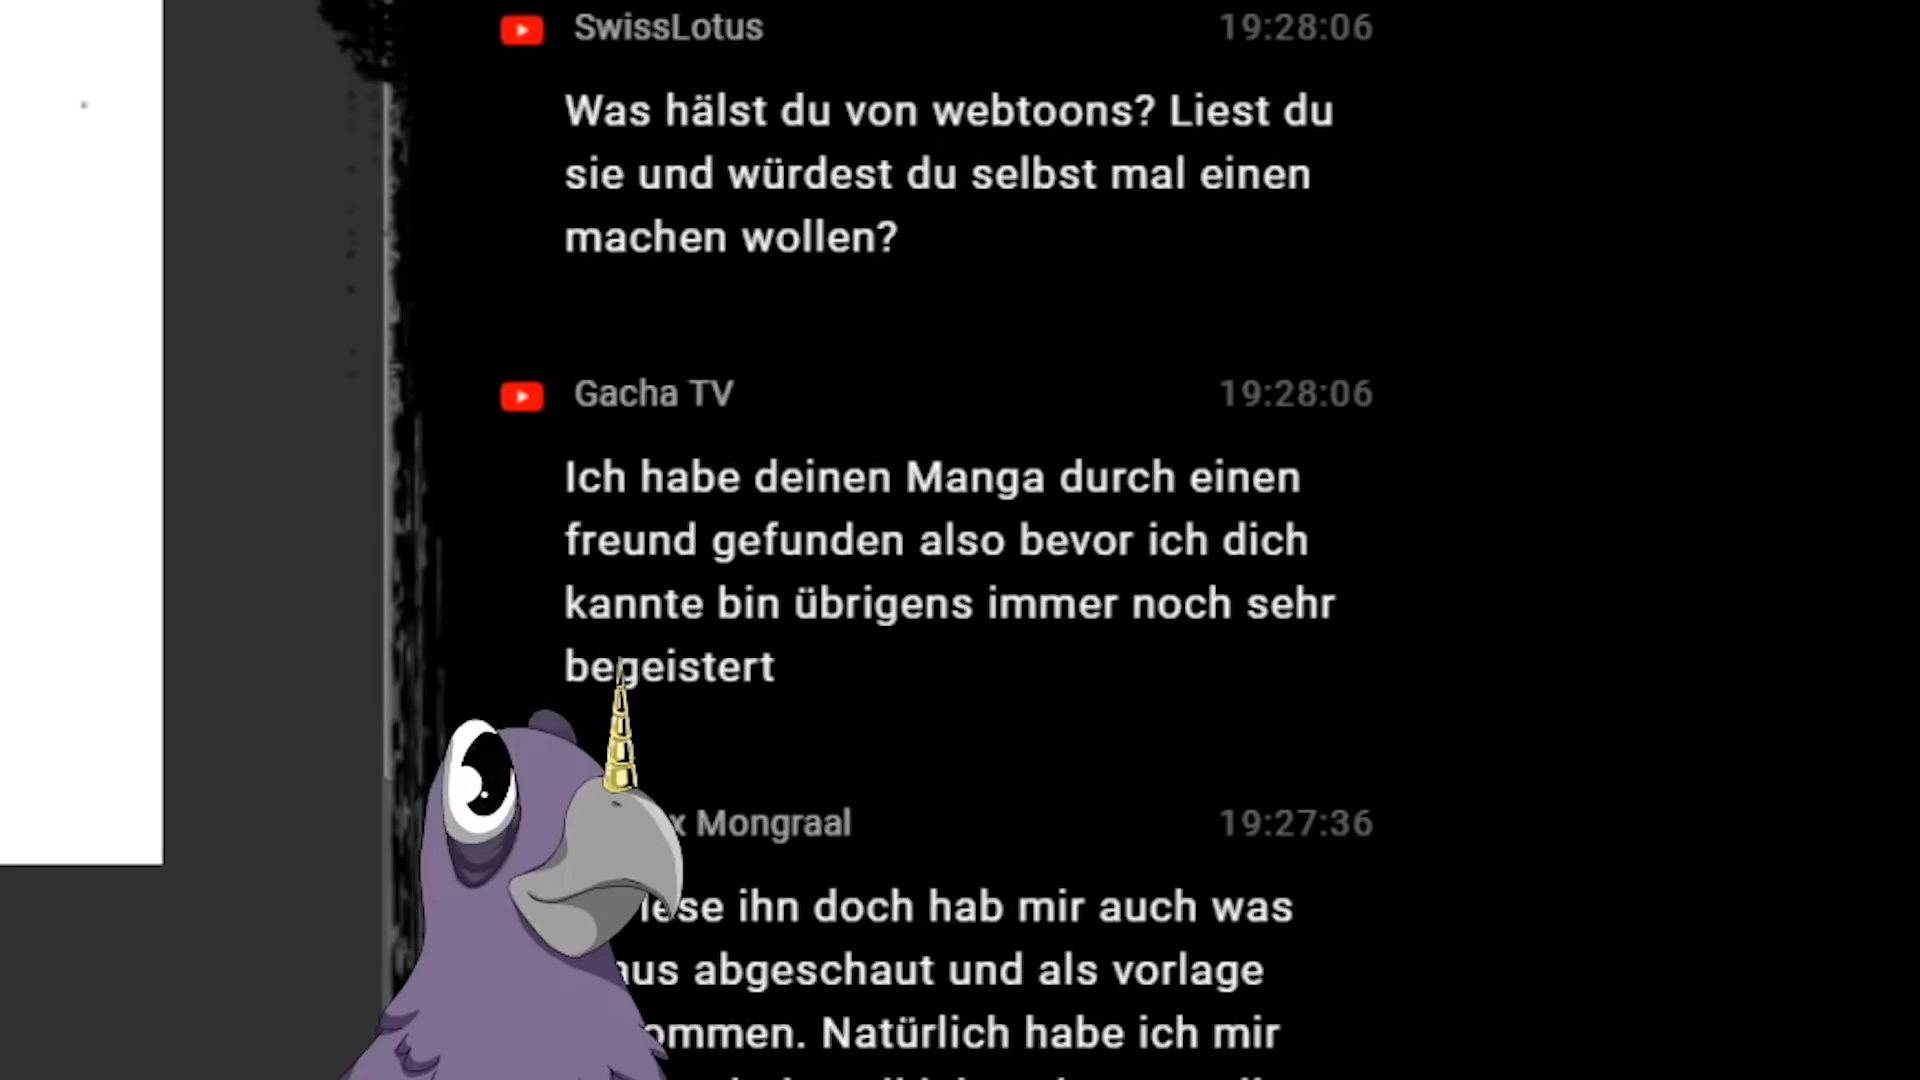 SwissLotus 19:28:06
Was hälst du von webtoons? Liest du
sie und würdest du selbst mal einen
machen wollen?
Gacha TV 19:28:06
Ich habe deinen Manga durch einen
freund gefunden also bevor ich dich
kannte bin übrigens immer noch sehr
begeistert
Mongraal 19:27:36
ihn doch hab mir auch was
abgeschaut und als vorlage
Natürlich habe ich mir